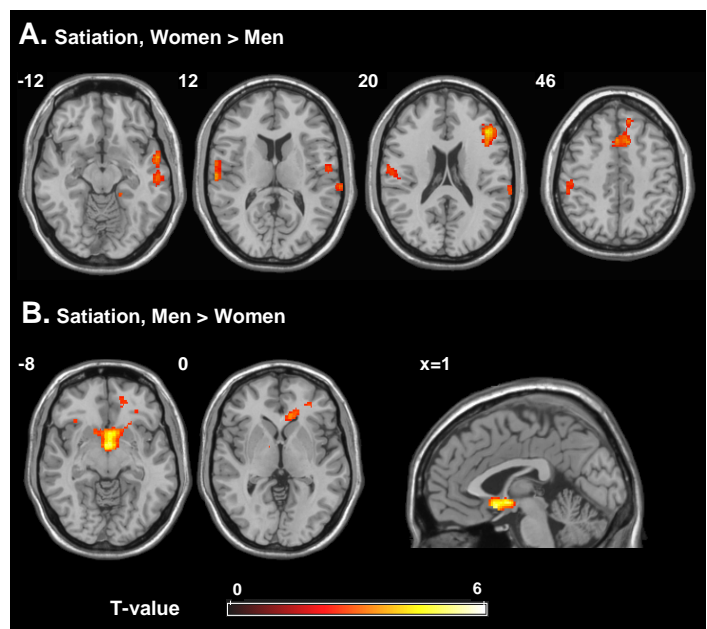 A. Satiation, Women > Men
-12 12 20 46
B. Satiation, Men > Women
-8 0 x=1
0 6
T-value